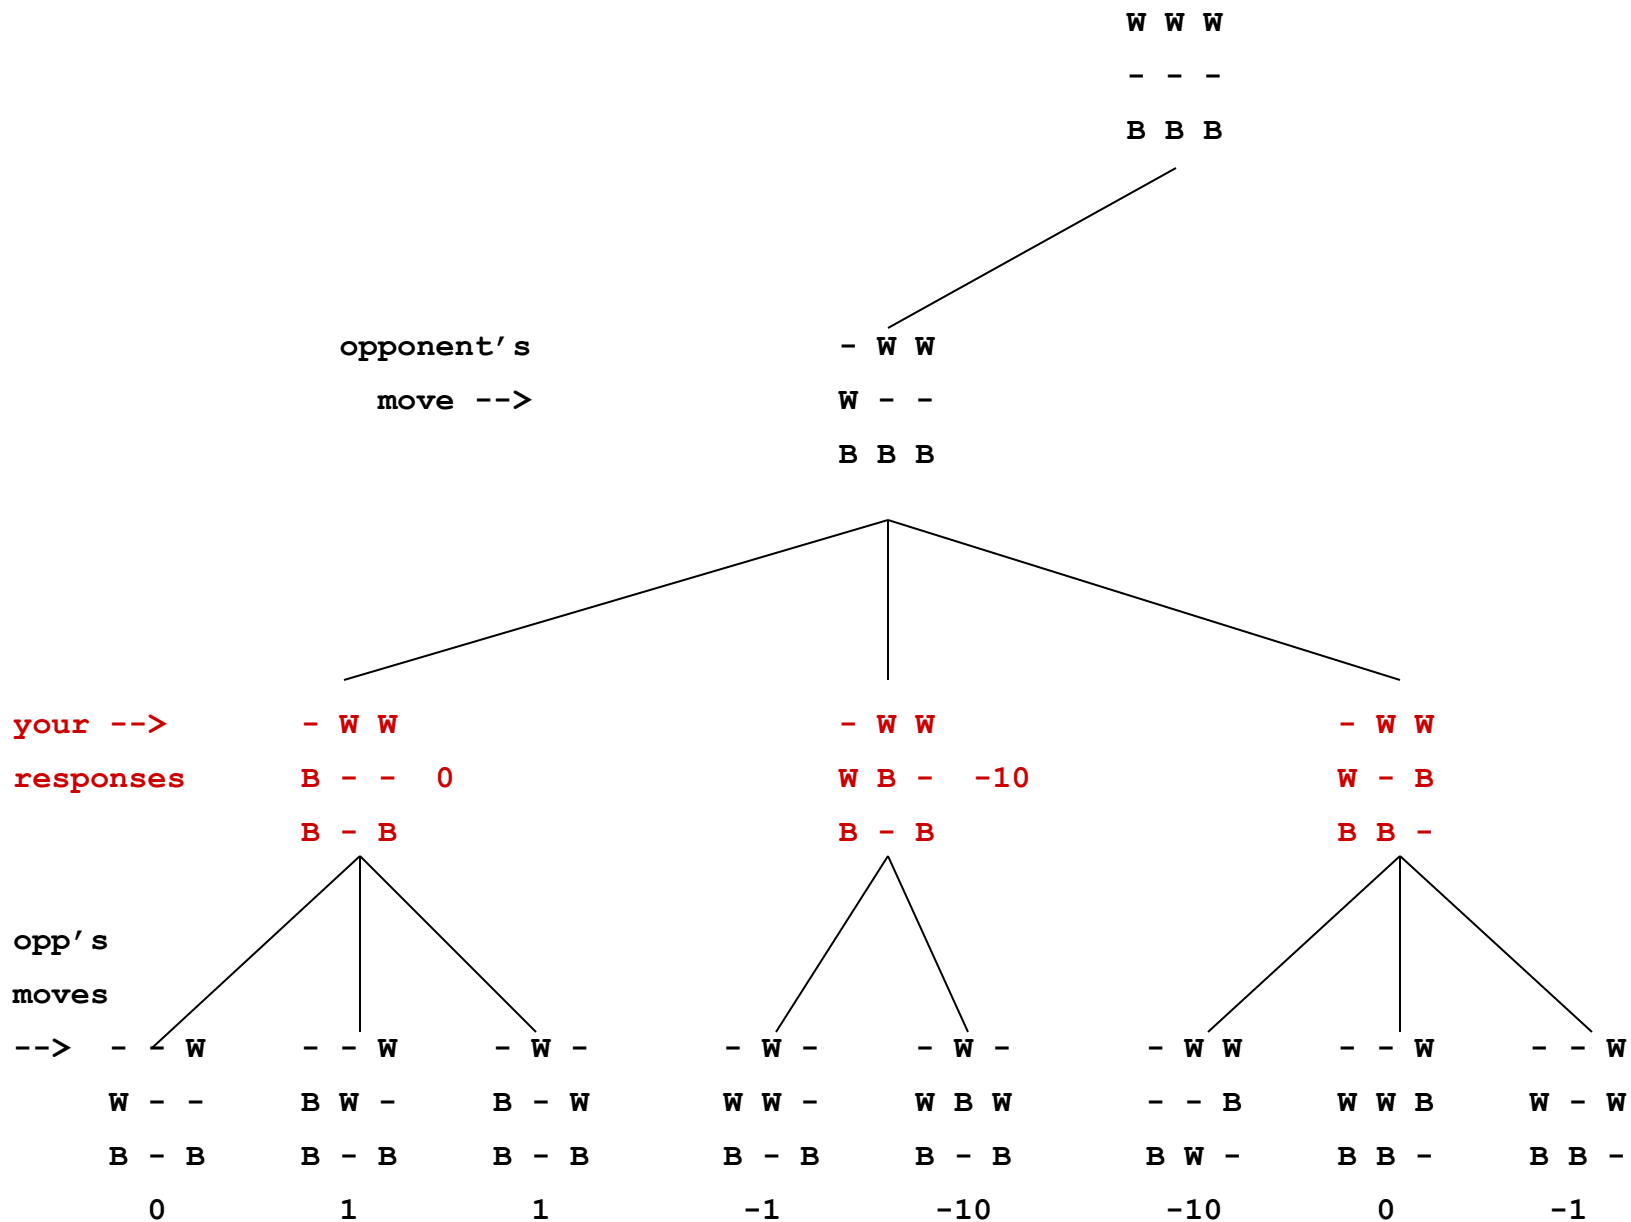 W W W
- - -
B B B
opponent's - W W
move --> W - -
B B B
your --> - W W - W W - W W
responses B - - 0 W B - -10 W - B
B - B B - B B B -
opp's
moves
--> - - W - - W - W - - W - - W - - W W - - W - - W
W - - B W - B - W W W - W B W - - B W W B W - W
B - B B - B B - B B - B B - B B W - B B - B B -
0 1 1 -1 -10 -10 0 -1